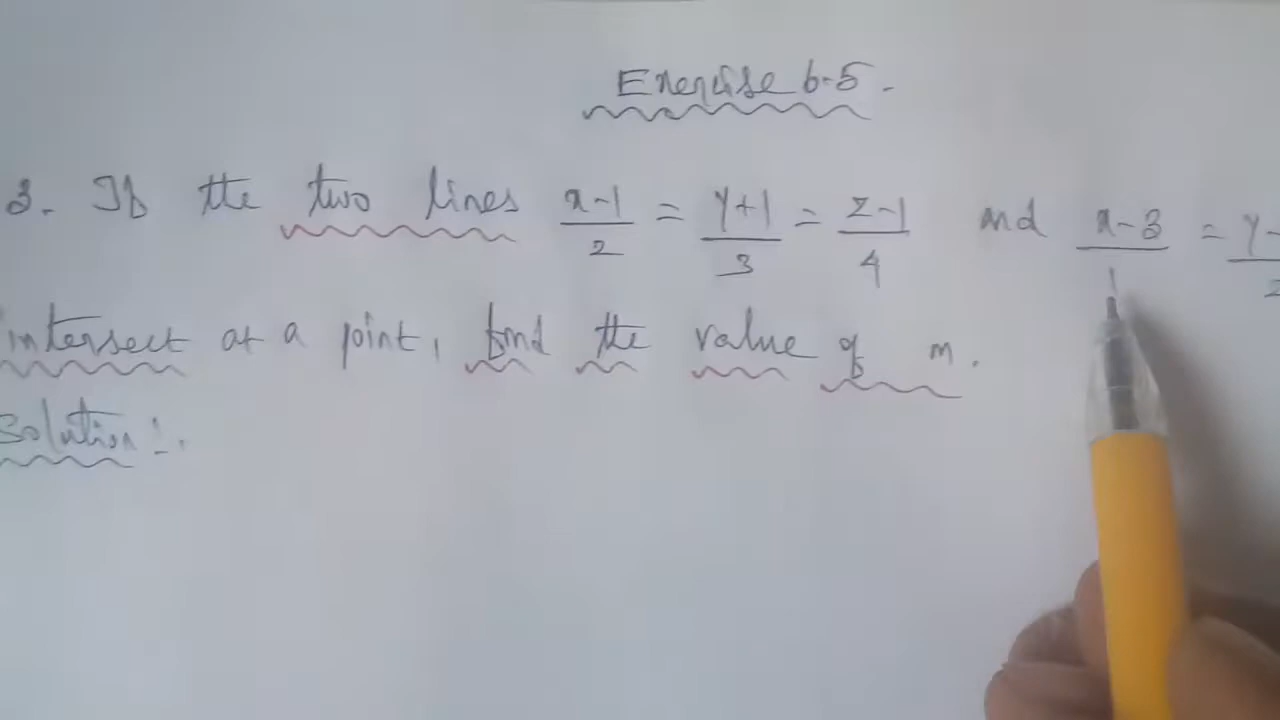 Exercise 6.5.
3. If the two lines x-1/2 = y+1/3 = z-1/4 and x-3/1 = y-/2
intersect at a point, find the value of m.
Solution:.